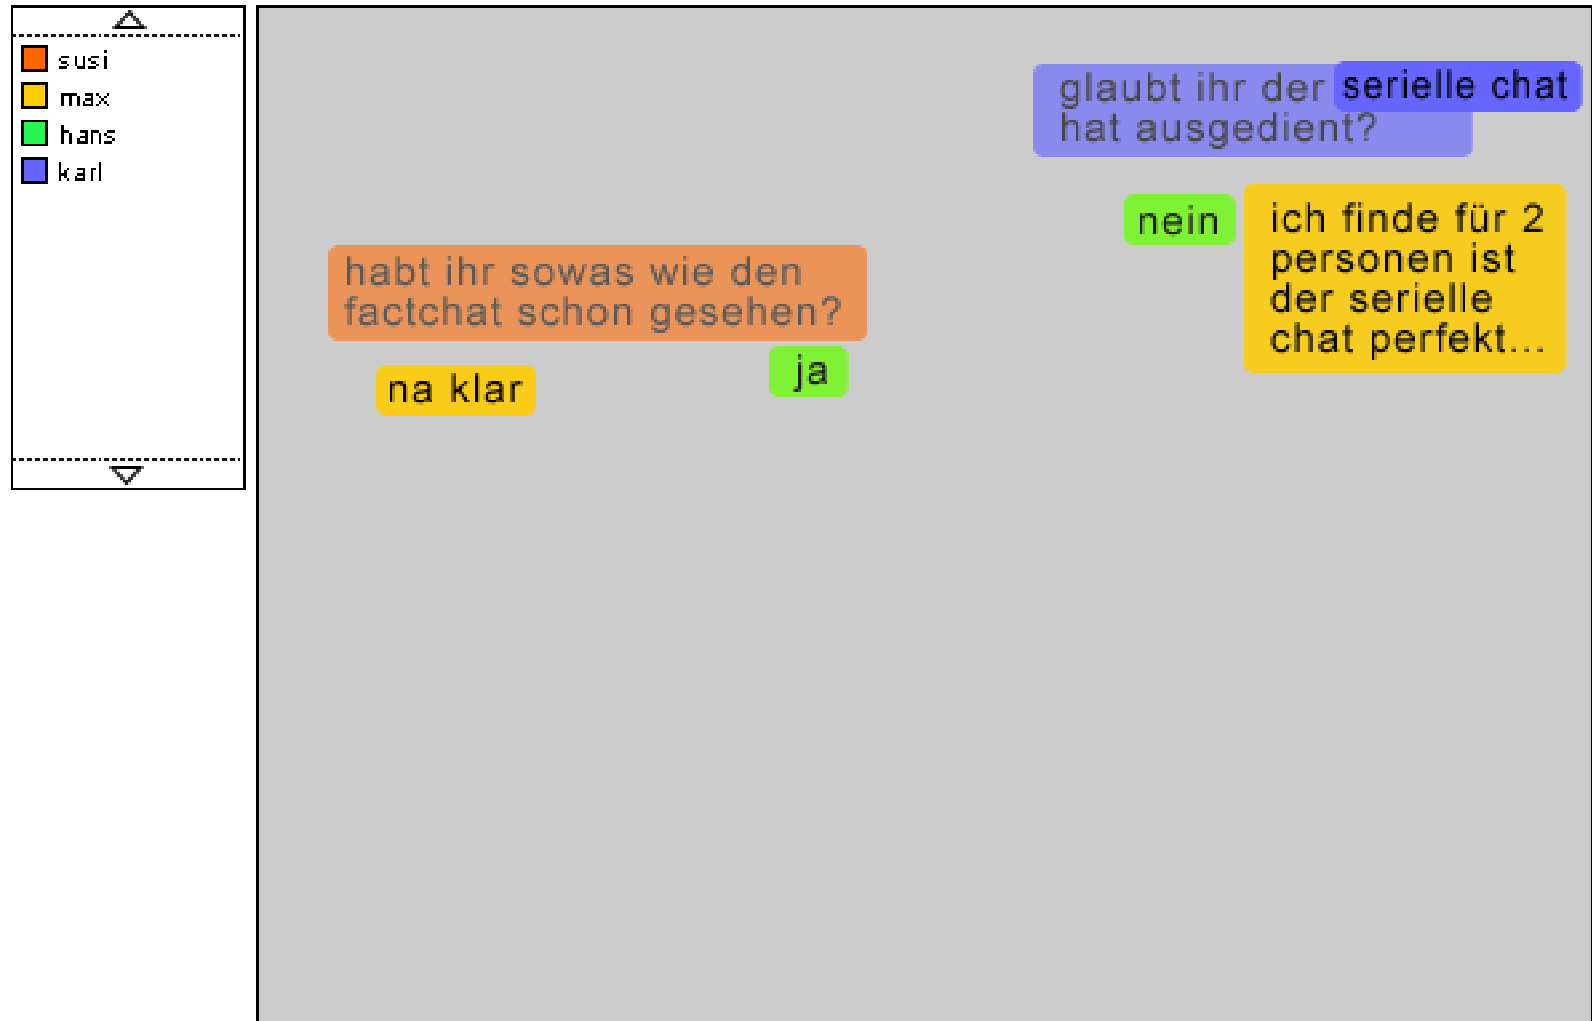 susi
max
hans
karl
glaubt ihr der serielle chat
hat ausgedient?
nein
ich finde für 2
personen ist
der serielle
chat perfekt...
habt ihr sowas wie den
factchat schon gesehen?
ja
na klar